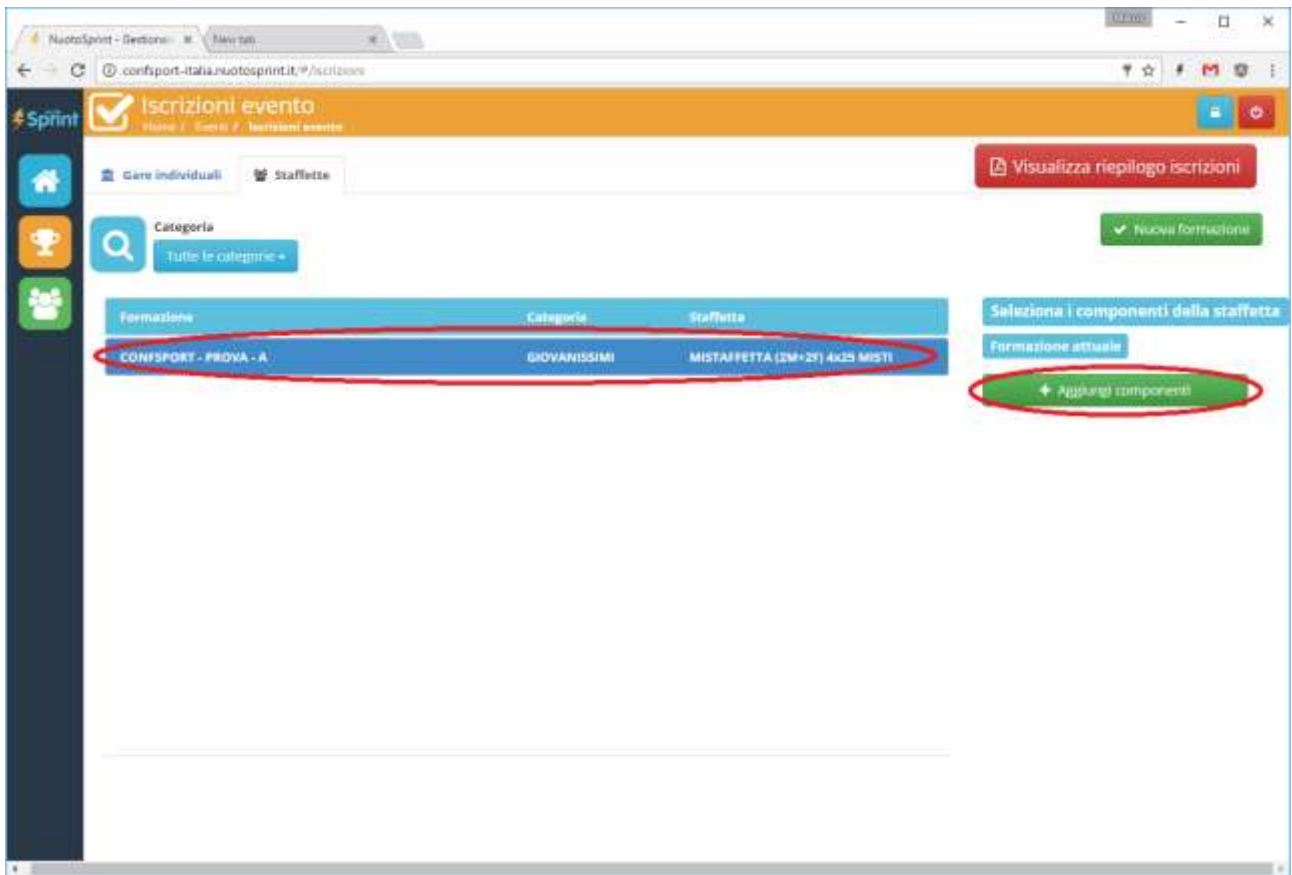 NuotoSprint - Gestione
New tab
confsport-italia.nuotosprint.it/#/iscrizioni
Sprint
Iscrizioni evento
Home / Eventi / Iscrizioni evento
Gare individuali
Staffette
Visualizza riepilogo iscrizioni
Categoria
Tutte le categorie
Nuova formazione
Formazione Categoria Staffetta
CONFSPORT - PROVA - A GIOVANISSIMI MISTAFFETTA (2M+2F) 4x25 MISTI
Seleziona i componenti della staffetta
Formazione attuale
Aggiungi componenti